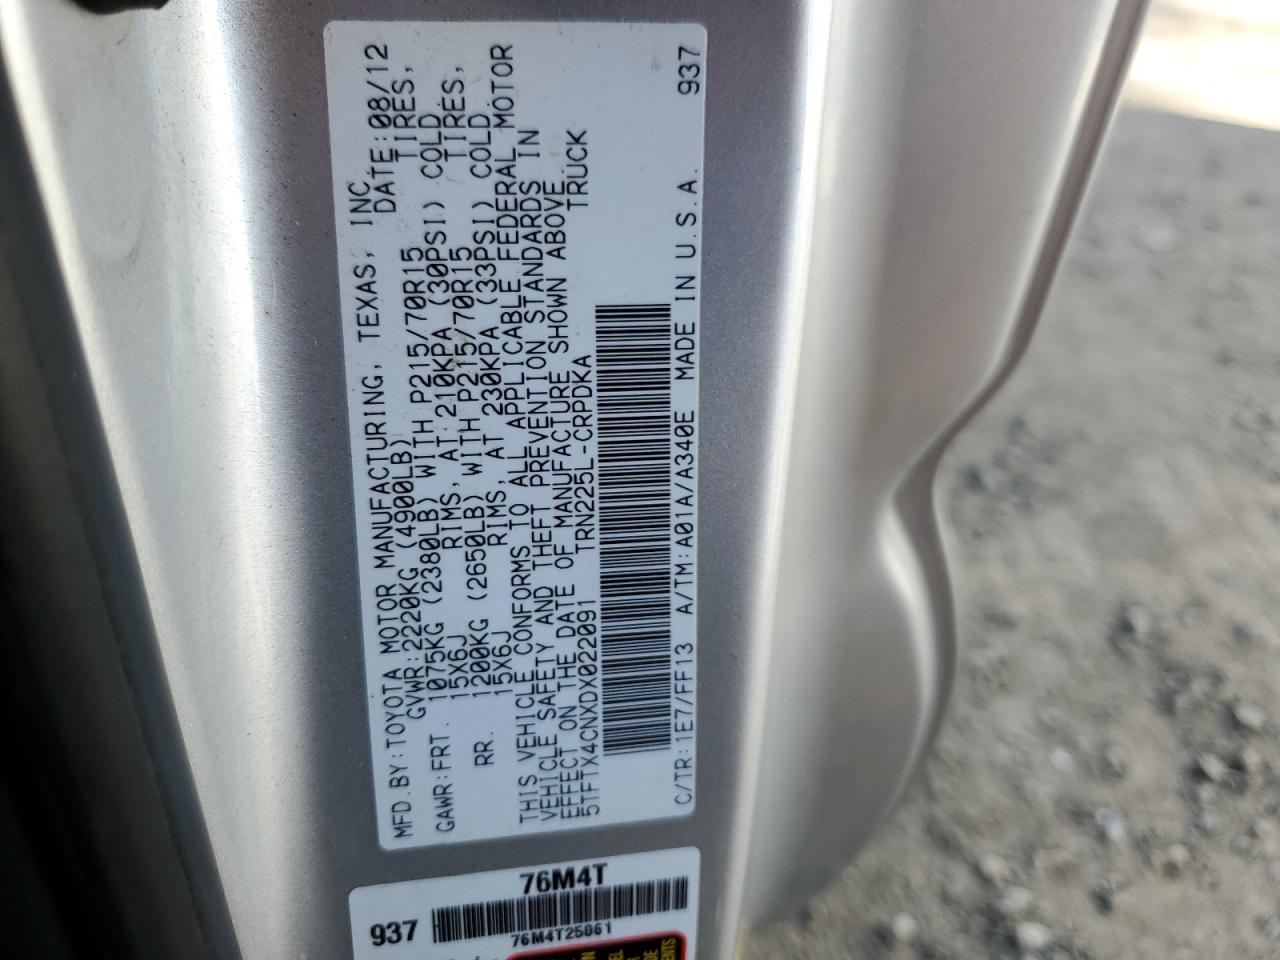 MFD.BY:TOYOTA MOTOR MANUFACTURING, TEXAS, INC.
GVWR:2220KG (4900LB) DATE:08/12
GAWR:FRT. 1075KG (2380LB) WITH P215/70R15 TIRES,
15X6J RIMS, AT 210KPA (30PSI) COLD
RR. 1200KG (2650LB) WITH P215/70R15 TIRES,
15X6J RIMS, AT 230KPA (33PSI) COLD
THIS VEHICLE CONFORMS TO ALL APPLICABLE FEDERAL MOTOR
VEHICLE SAFETY AND THEFT PREVENTION STANDARDS IN
EFFECT ON THE DATE OF MANUFACTURE SHOWN ABOVE.
5TFTX4CNXDX022091 TRN225L-CRPDKA TRUCK
C/TR:1E7/FF13 A/TM:A01A/A340E MADE IN U.S.A. 937
76M4T
937
76M4T25061